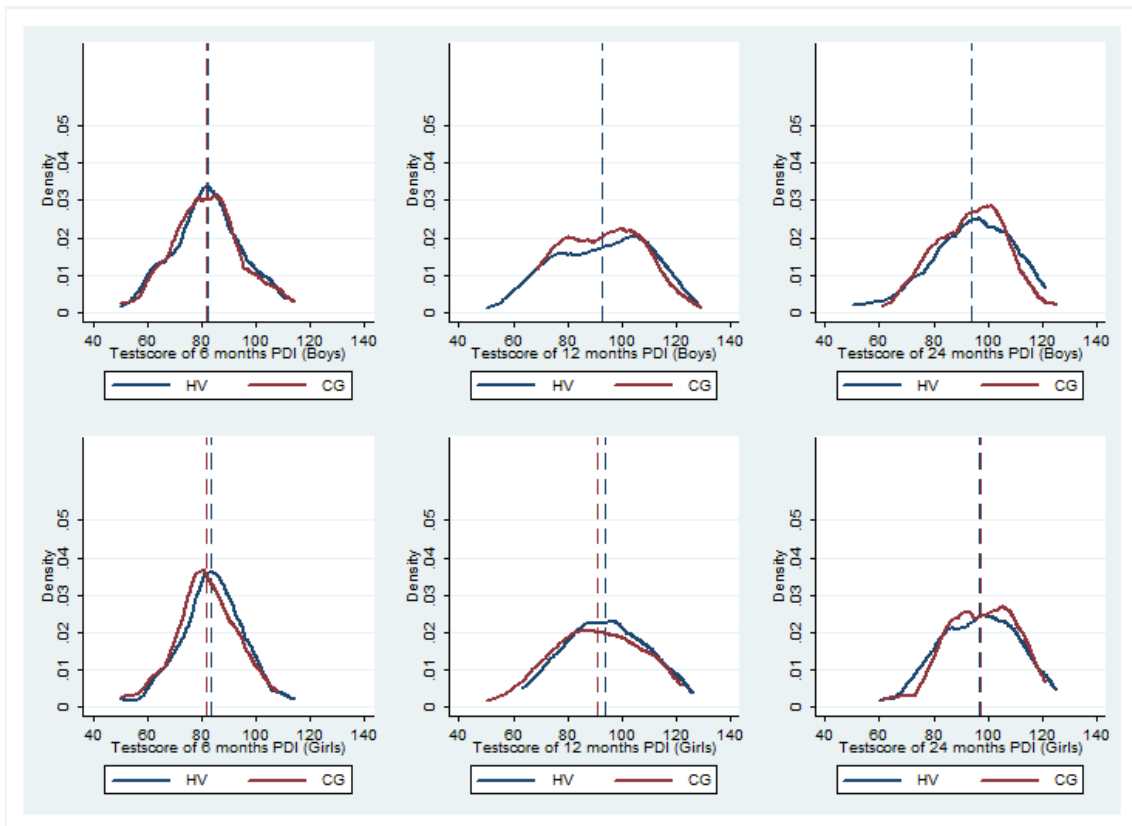 Density
0 .01 .02 .03 .04 .05
40 60 80 100 120 140
Testscore of 6 months PDI (Boys)
HV CG
Density
0 .01 .02 .03 .04 .05
40 60 80 100 120 140
Testscore of 12 months PDI (Boys)
HV CG
Density
0 .01 .02 .03 .04 .05
40 60 80 100 120 140
Testscore of 24 months PDI (Boys)
HV CG
Density
0 .01 .02 .03 .04 .05
40 60 80 100 120 140
Testscore of 6 months PDI (Girls)
HV CG
Density
0 .01 .02 .03 .04 .05
40 60 80 100 120 140
Testscore of 12 months PDI (Girls)
HV CG
Density
0 .01 .02 .03 .04 .05
40 60 80 100 120 140
Testscore of 24 months PDI (Girls)
HV CG